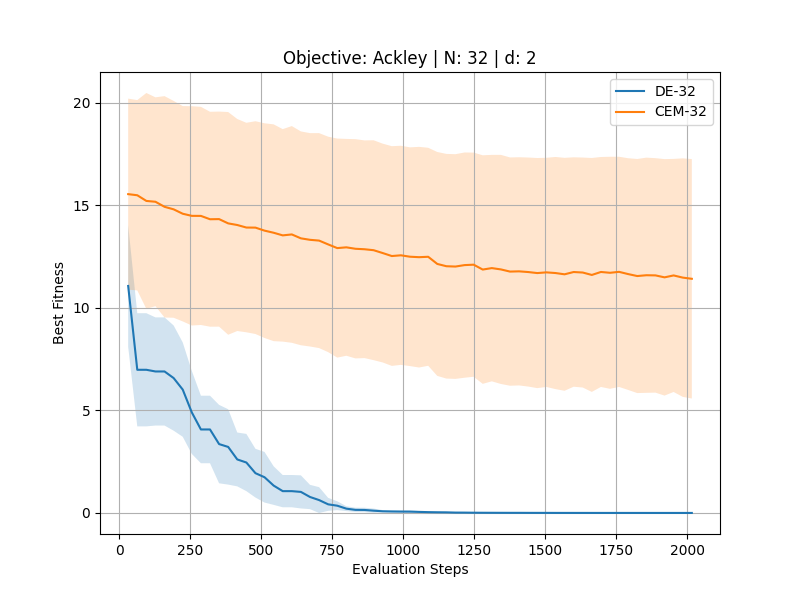 Objective: Ackley | N: 32 | d: 2
DE-32
CEM-32
Best Fitness
20
15
10
5
0
0 250 500 750 1000 1250 1500 1750 2000
Evaluation Steps